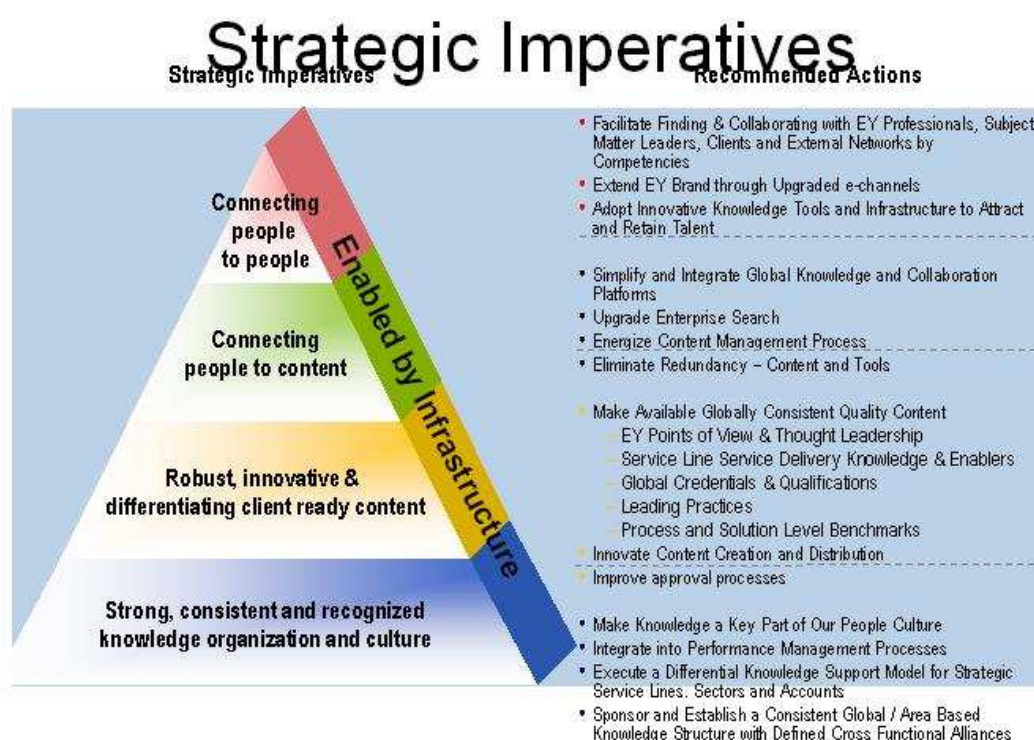 Strategic Imperatives
Strategic Imperatives
Recommended Actions
Connecting
people
to people
Connecting
people to content
Robust, innovative &
differentiating client ready content
Strong, consistent and recognized
knowledge organization and culture
Enabled by Infrastructure
• Facilitate Finding & Collaborating with EY Professionals, Subject
Matter Leaders, Clients and External Networks by
Competencies
• Extend EY Brand through Upgraded e-channels
• Adopt Innovative Knowledge Tools and Infrastructure to Attract
and Retain Talent
• Simplify and Integrate Global Knowledge and Collaboration
Platforms
• Upgrade Enterprise Search
• Energize Content Management Process
• Eliminate Redundancy – Content and Tools
• Make Available Globally Consistent Quality Content
– EY Points of View & Thought Leadership
– Service Line Service Delivery Knowledge & Enablers
– Global Credentials & Qualifications
– Leading Practices
– Process and Solution Level Benchmarks
• Innovate Content Creation and Distribution
• Improve approval processes
• Make Knowledge a Key Part of Our People Culture
• Integrate into Performance Management Processes
• Execute a Differential Knowledge Support Model for Strategic
Service Lines. Sectors and Accounts
• Sponsor and Establish a Consistent Global / Area Based
Knowledge Structure with Defined Cross Functional Alliances